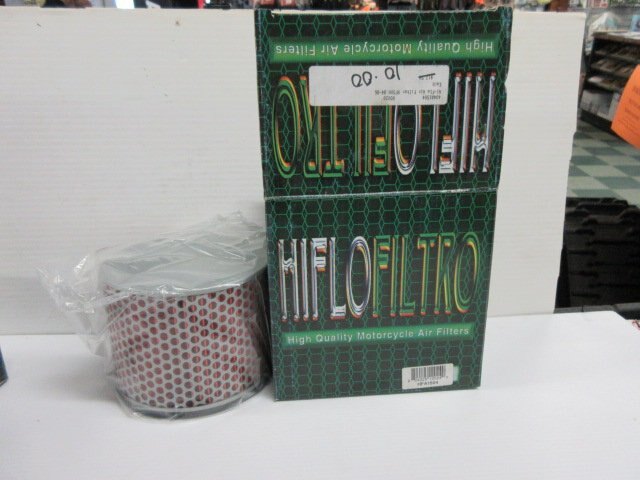 High Quality Motorcycle Air Filters
10.00
HIFLOFILTRO
HIFLOFILTRO
High Quality Motorcycle Air Filters